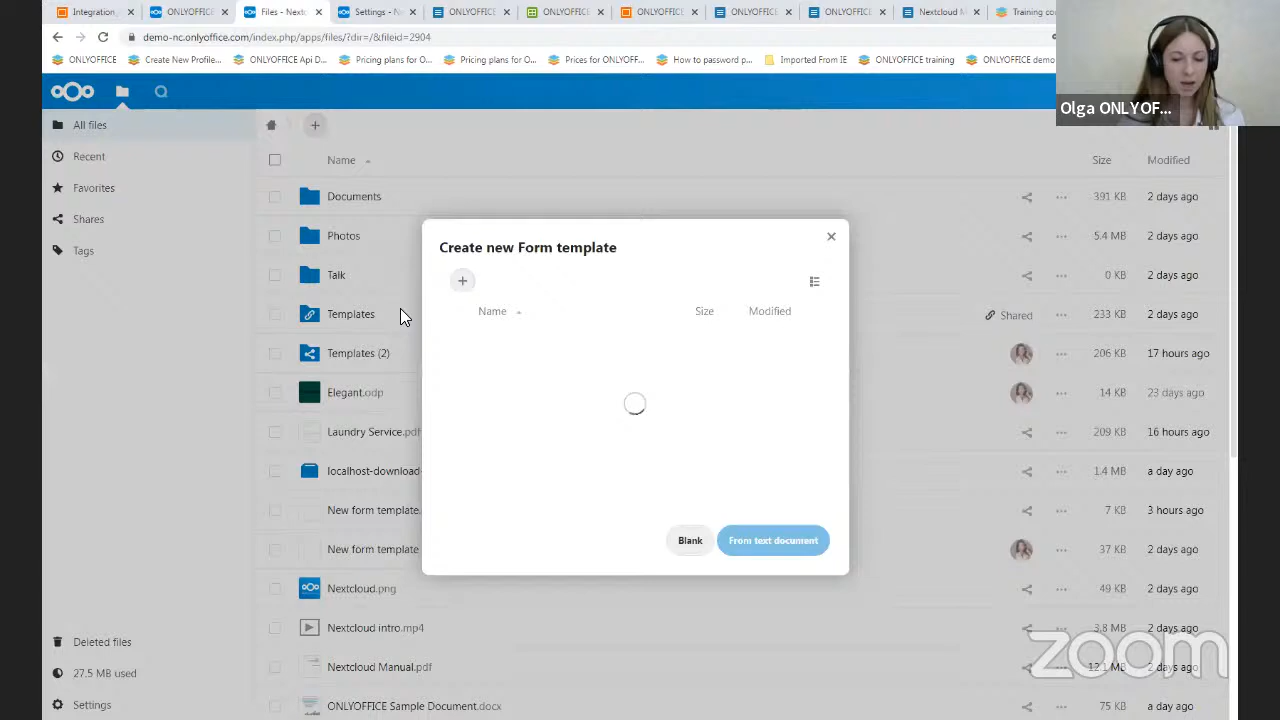 Integration
ONLYOFFICE
Files - Nextc
Settings - Nex
ONLYOFFICE
ONLYOFFICE
ONLYOFFICE
ONLYOFFICE
ONLYOFFICE
Nextcloud M
Training co
demo-nc.onlyoffice.com/index.php/apps/files/?dir=/&fileid=2904
ONLYOFFICE
Create New Profile...
ONLYOFFICE Api D...
Pricing plans for O...
Pricing plans for O...
Prices for ONLYOFF...
How to password p...
Imported From IE
ONLYOFFICE training
ONLYOFFICE demo
Olga ONLYOF...
All files
Recent
Favorites
Shares
Tags
Name Size Modified
Documents 391 KB 2 days ago
Photos 5.4 MB 2 days ago
Talk 0 KB 2 days ago
Templates Shared 233 KB 2 days ago
Templates (2) 206 KB 17 hours ago
Elegant.odp 14 KB 23 days ago
Laundry Service.pdf 209 KB 16 hours ago
localhost-download- 1.4 MB a day ago
New form template. 7 KB 3 hours ago
New form template 37 KB 2 days ago
Nextcloud.png 49 KB 2 days ago
Nextcloud intro.mp4 3.8 MB 2 days ago
Nextcloud Manual.pdf 12.1 MB 2 days ago
ONLYOFFICE Sample Document.docx 75 KB a day ago
Create new Form template
Name Size Modified
Blank
From text document
Deleted files
27.5 MB used
Settings
zoom